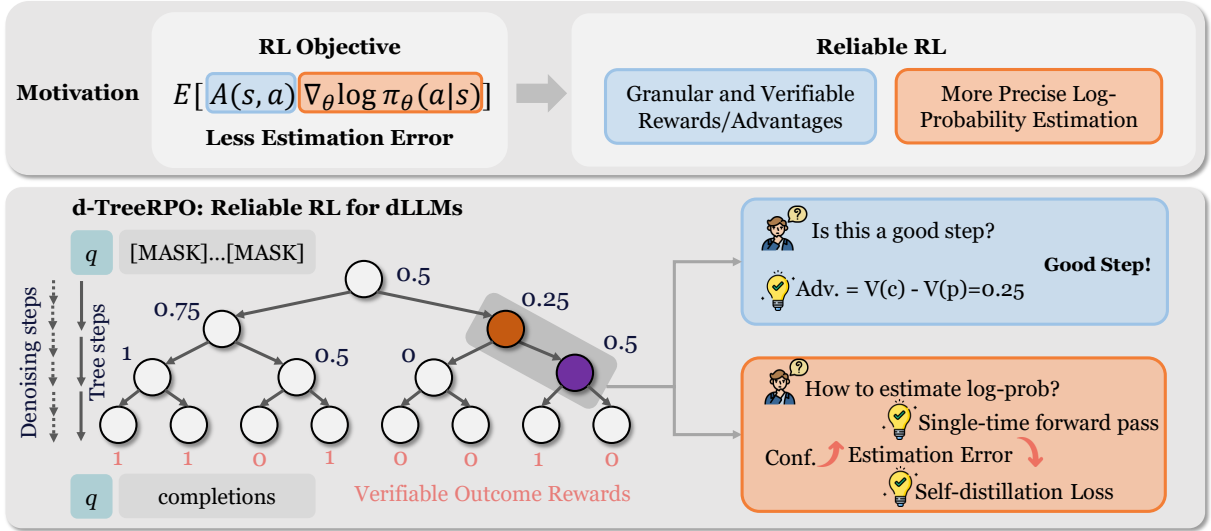 Motivation
RL Objective
E[A(s, a) ∇θ log πθ(a|s)]
Less Estimation Error
Reliable RL
Granular and Verifiable
Rewards/Advantages
More Precise Log-
Probability Estimation
d-TreeRPO: Reliable RL for dLLMs
q [MASK]...[MASK]
Denoising steps
Tree steps
0.5
0.75
0.25
1
0.5
0
0.5
1 1 0 1 0 0 1 0
q completions
Verifiable Outcome Rewards
?
Is this a good step?
Good Step!
Adv. = V(c) - V(p)=0.25
?
How to estimate log-prob?
Single-time forward pass
Conf. Estimation Error
Self-distillation Loss